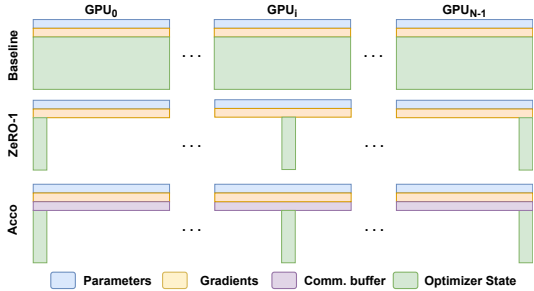 GPU0 GPUi GPUN-1
Baseline
. . . . . .
ZeRO-1
. . . . . .
Acco
. . . . . .
Parameters Gradients Comm. buffer Optimizer State